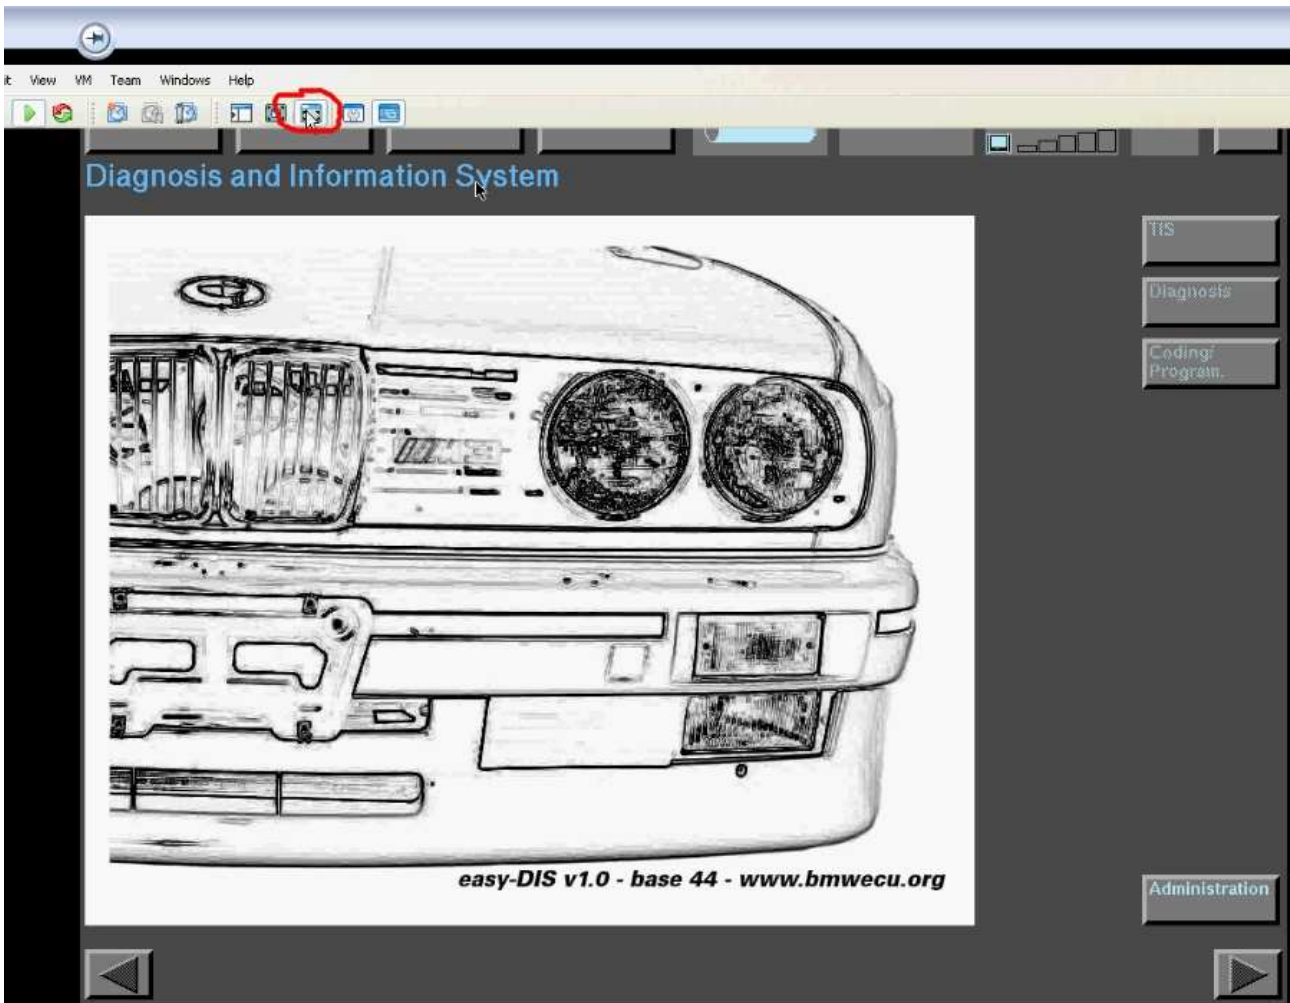 it View VM Team Windows Help
Diagnosis and Information System
TIS
Diagnosis
Coding/
Program.
easy-DIS v1.0 - base 44 - www.bmwecu.org
Administration